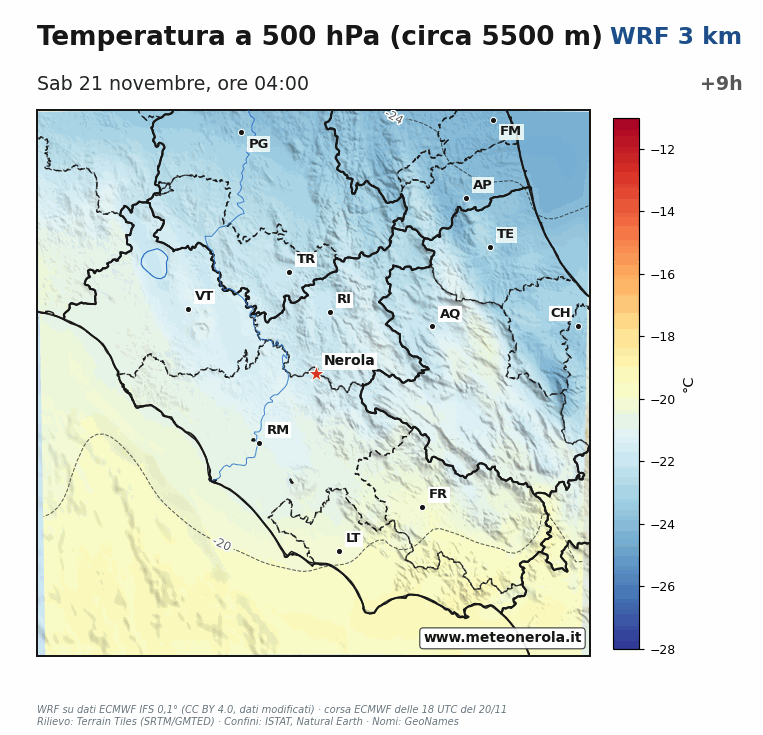 Temperatura a 500 hPa (circa 5500 m) WRF 3 km
Sab 21 novembre, ore 04:00 +9h
-24
FM
PG
AP
TE
TR
VT
RI
AQ
CH
Nerola
RM
FR
LT
-20
www.meteonerola.it
−12
−14
−16
−18
−20
−22
−24
−26
−28
°C
WRF su dati ECMWF IFS 0,1° (CC BY 4.0, dati modificati) · corsa ECMWF delle 18 UTC del 20/11
Rilievo: Terrain Tiles (SRTM/GMTED) · Confini: ISTAT, Natural Earth · Nomi: GeoNames